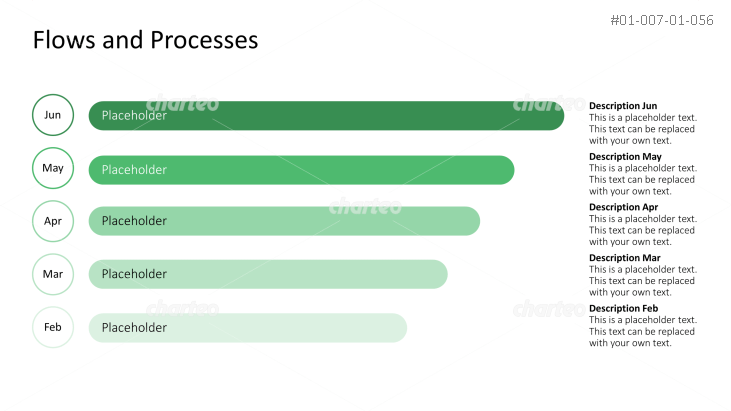 #01-007-01-056
Flows and Processes
charteo
charteo
Jun
Placeholder
Description Jun
This is a placeholder text.
This text can be replaced
with your own text.
May
Placeholder
Description May
This is a placeholder text.
This text can be replaced
with your own text.
charteo
Apr
Placeholder
Description Apr
This is a placeholder text.
This text can be replaced
with your own text.
Mar
Placeholder
Description Mar
This is a placeholder text.
This text can be replaced
with your own text.
charteo
charteo
Feb
Placeholder
Description Feb
This is a placeholder text.
This text can be replaced
with your own text.